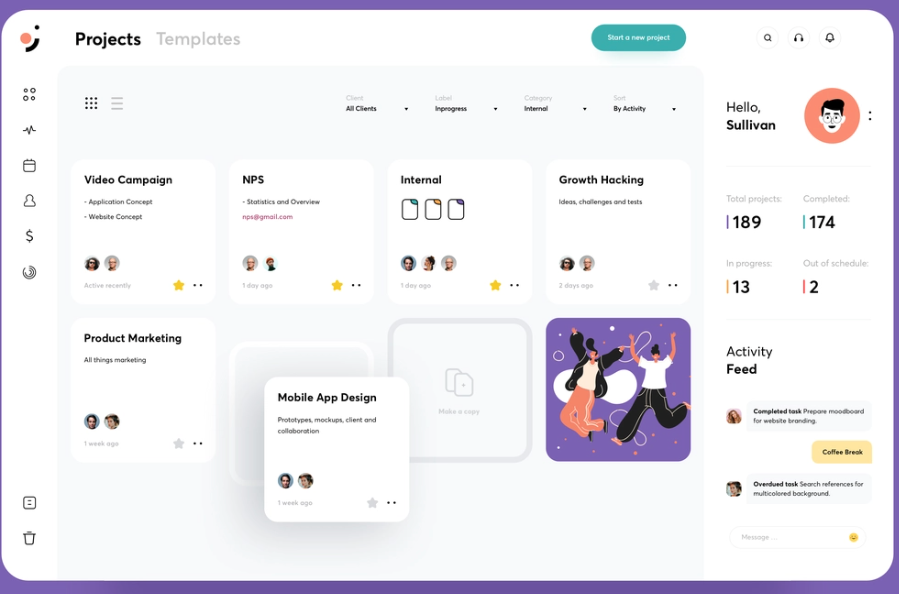 Projects Templates
Start a new project
Client
All Clients
Label
Inprogress
Category
Internal
Sort
By Activity
Video Campaign
- Application Concept
- Website Concept
Active recently
NPS
- Statistics and Overview
nps@gmail.com
1 day ago
Internal
1 day ago
Growth Hacking
Ideas, challenges and tests
2 days ago
Product Marketing
All things marketing
1 week ago
Mobile App Design
Prototypes, mockups, client and
collaboration
1 week ago
Make a copy
Hello,
Sullivan
Total projects:
189
Completed:
174
In progress:
13
Out of schedule:
2
Activity
Feed
Completed task Prepare moodboard
for website branding.
Coffee Break
Overdued task Search references for
multicolored background.
Message ...